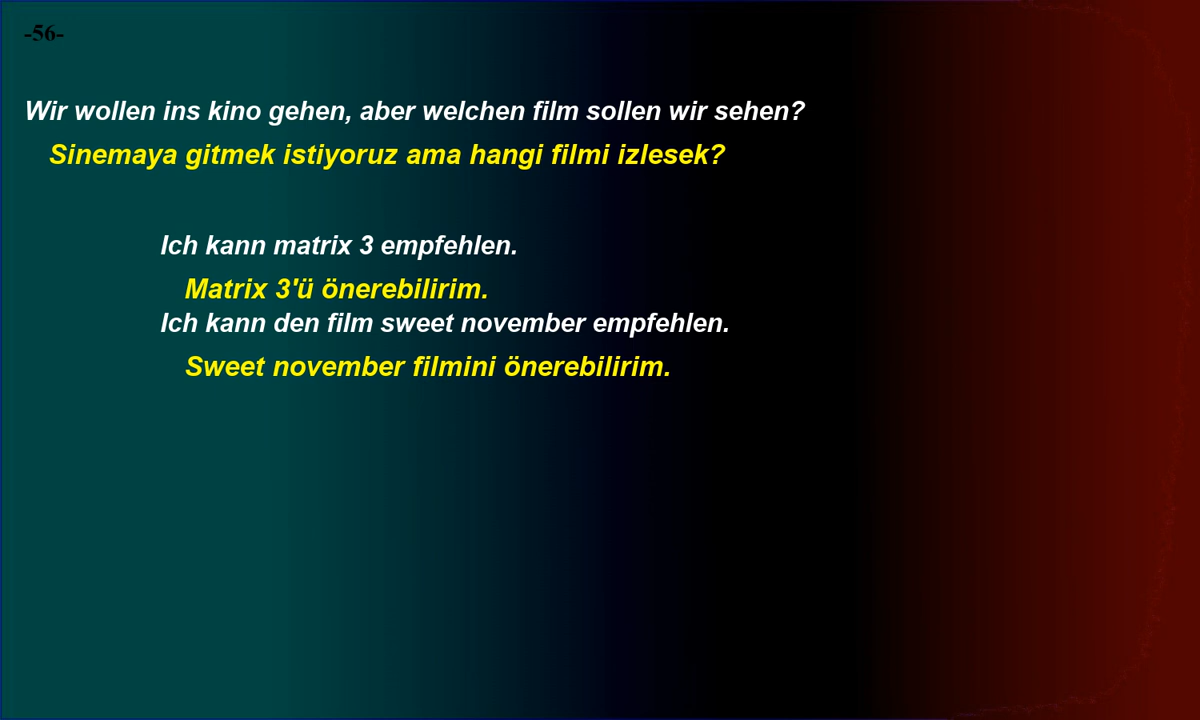 -56-
Wir wollen ins kino gehen, aber welchen film sollen wir sehen?
Sinemaya gitmek istiyoruz ama hangi filmi izlesek?
Ich kann matrix 3 empfehlen.
Matrix 3'ü önerebilirim.
Ich kann den film sweet november empfehlen.
Sweet november filmini önerebilirim.